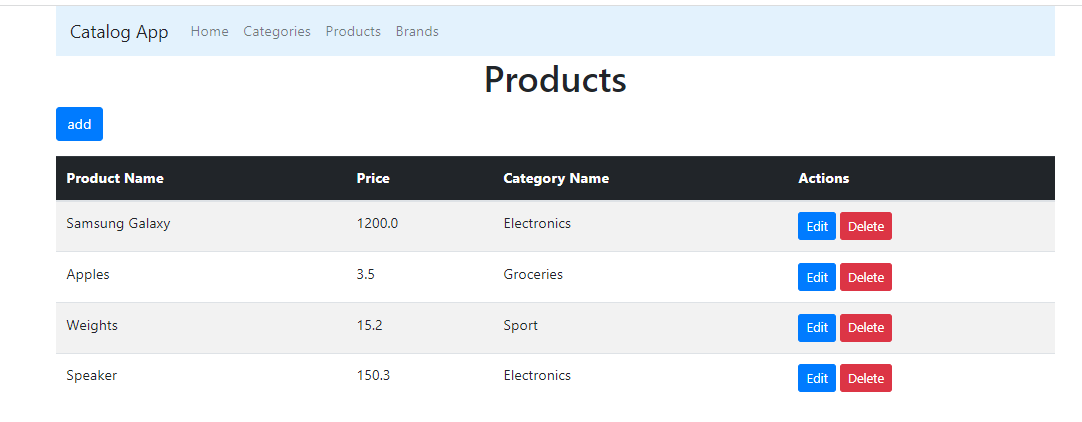 Catalog App Home Categories Products Brands
Products
add
Product Name Price Category Name Actions
Samsung Galaxy 1200.0 Electronics Edit Delete
Apples 3.5 Groceries Edit Delete
Weights 15.2 Sport Edit Delete
Speaker 150.3 Electronics Edit Delete